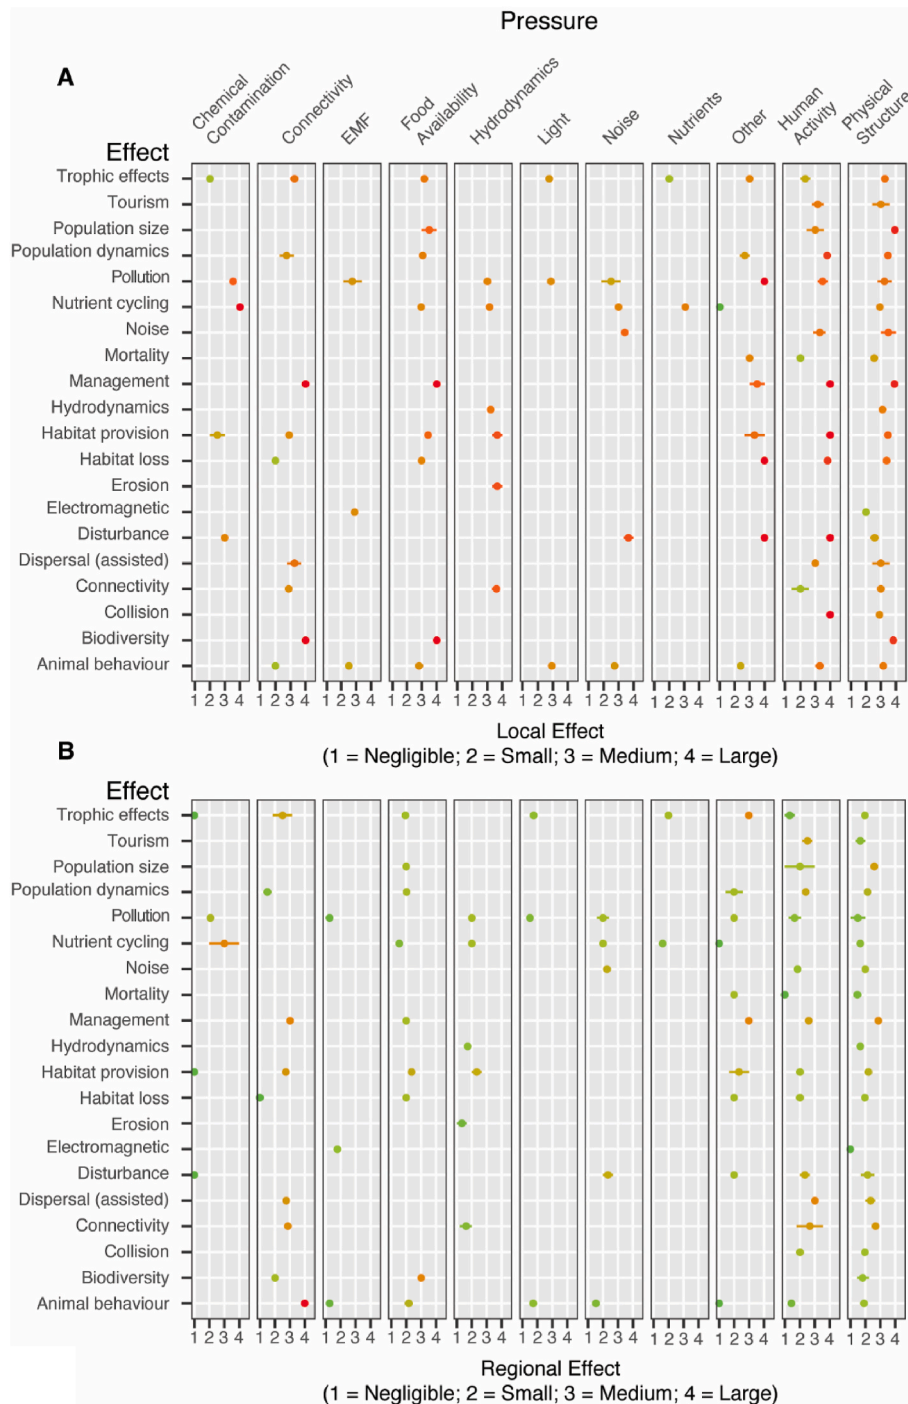 Pressure
A
Chemical
Contamination
Connectivity
EMF
Food
Availability
Hydrodynamics
Light
Noise
Nutrients
Other
Human
Activity
Physical
Structure
Effect
Trophic effects
Tourism
Population size
Population dynamics
Pollution
Nutrient cycling
Noise
Mortality
Management
Hydrodynamics
Habitat provision
Habitat loss
Erosion
Electromagnetic
Disturbance
Dispersal (assisted)
Connectivity
Collision
Biodiversity
Animal behaviour
1 2 3 4 1 2 3 4 1 2 3 4 1 2 3 4 1 2 3 4 1 2 3 4 1 2 3 4 1 2 3 4 1 2 3 4 1 2 3 4 1 2 3 4
Local Effect
(1 = Negligible; 2 = Small; 3 = Medium; 4 = Large)
B
Effect
Trophic effects
Tourism
Population size
Population dynamics
Pollution
Nutrient cycling
Noise
Mortality
Management
Hydrodynamics
Habitat provision
Habitat loss
Erosion
Electromagnetic
Disturbance
Dispersal (assisted)
Connectivity
Collision
Biodiversity
Animal behaviour
1 2 3 4 1 2 3 4 1 2 3 4 1 2 3 4 1 2 3 4 1 2 3 4 1 2 3 4 1 2 3 4 1 2 3 4 1 2 3 4 1 2 3 4
Regional Effect
(1 = Negligible; 2 = Small; 3 = Medium; 4 = Large)